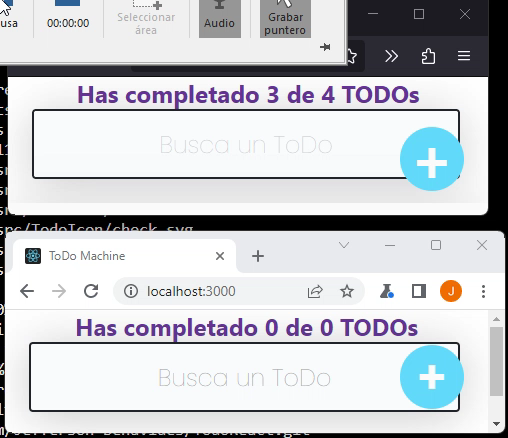 usa
00:00:00
Seleccionar
área
Audio
Grabar
puntero
Has completado 3 de 4 TODOs
Busca un ToDo
+
src/TodoIcon/check.svg
ToDo Machine
localhost:3000
J
Has completado 0 de 0 TODOs
Busca un ToDo
+